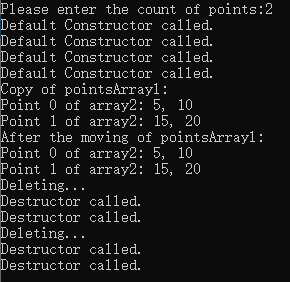 Please enter the count of points:2
Default Constructor called.
Default Constructor called.
Default Constructor called.
Default Constructor called.
Copy of pointsArray1:
Point 0 of array2: 5, 10
Point 1 of array2: 15, 20
After the moving of pointsArray1:
Point 0 of array2: 5, 10
Point 1 of array2: 15, 20
Deleting...
Destructor called.
Destructor called.
Deleting...
Destructor called.
Destructor called.